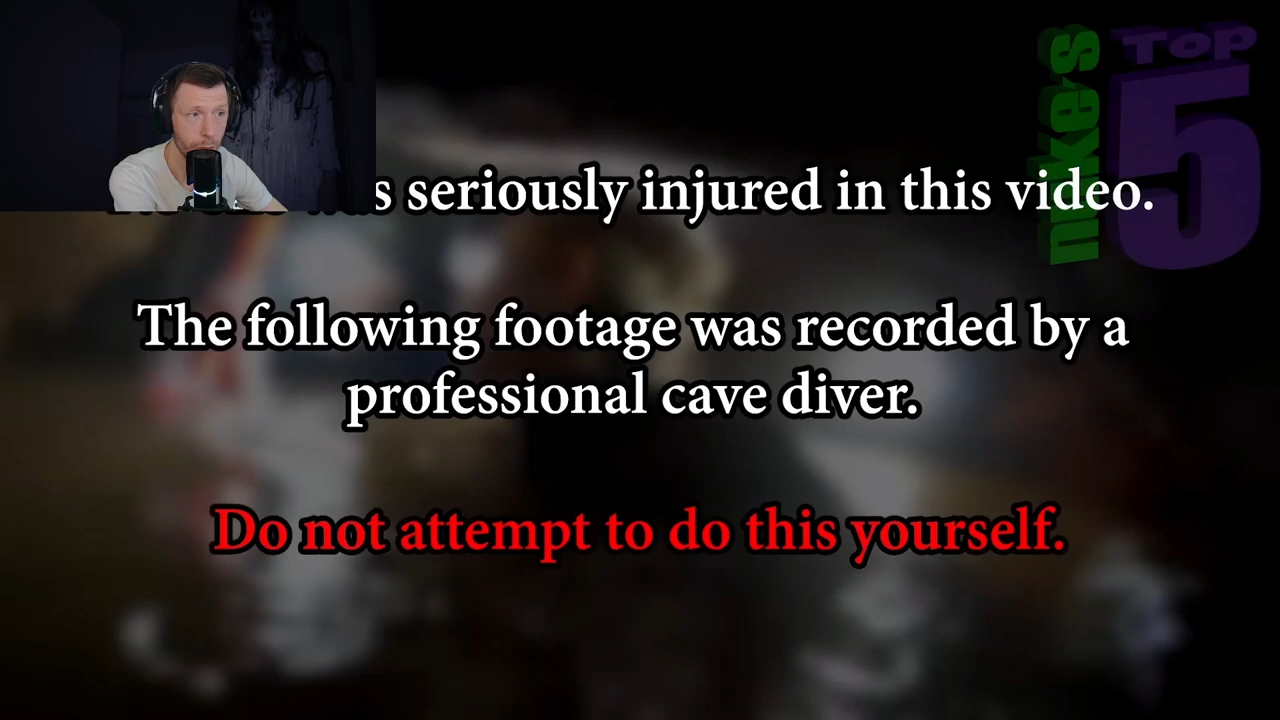 s seriously injured in this video.
The following footage was recorded by a
professional cave diver.
Do not attempt to do this yourself.
nuke's
Top
5